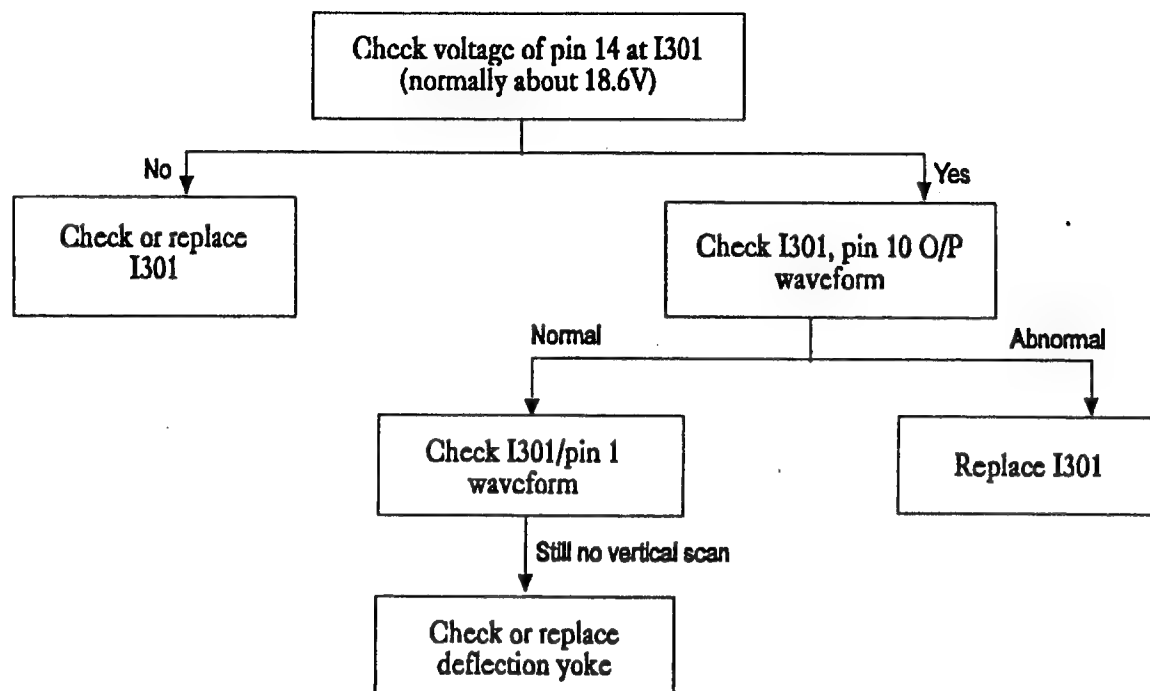 Check voltage of pin 14 at I301
(normally about 18.6V)
No
Yes
Check or replace
I301
Check I301, pin 10 O/P
waveform
Normal
Abnormal
Check I301/pin 1
waveform
Replace I301
Still no vertical scan
Check or replace
deflection yoke